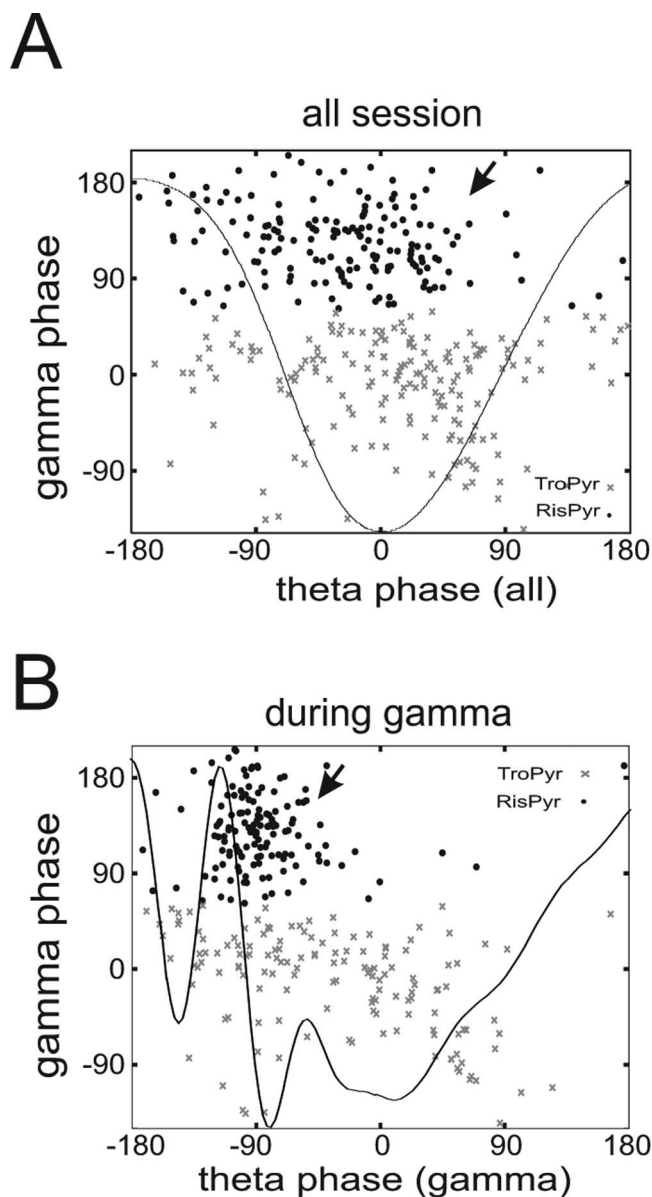 A
all session
180
90
0
-90
gamma phase
TroPyr
RisPyr
-180 -90 0 90 180
theta phase (all)
B
during gamma
180
90
0
-90
gamma phase
TroPyr
RisPyr
-180 -90 0 90 180
theta phase (gamma)